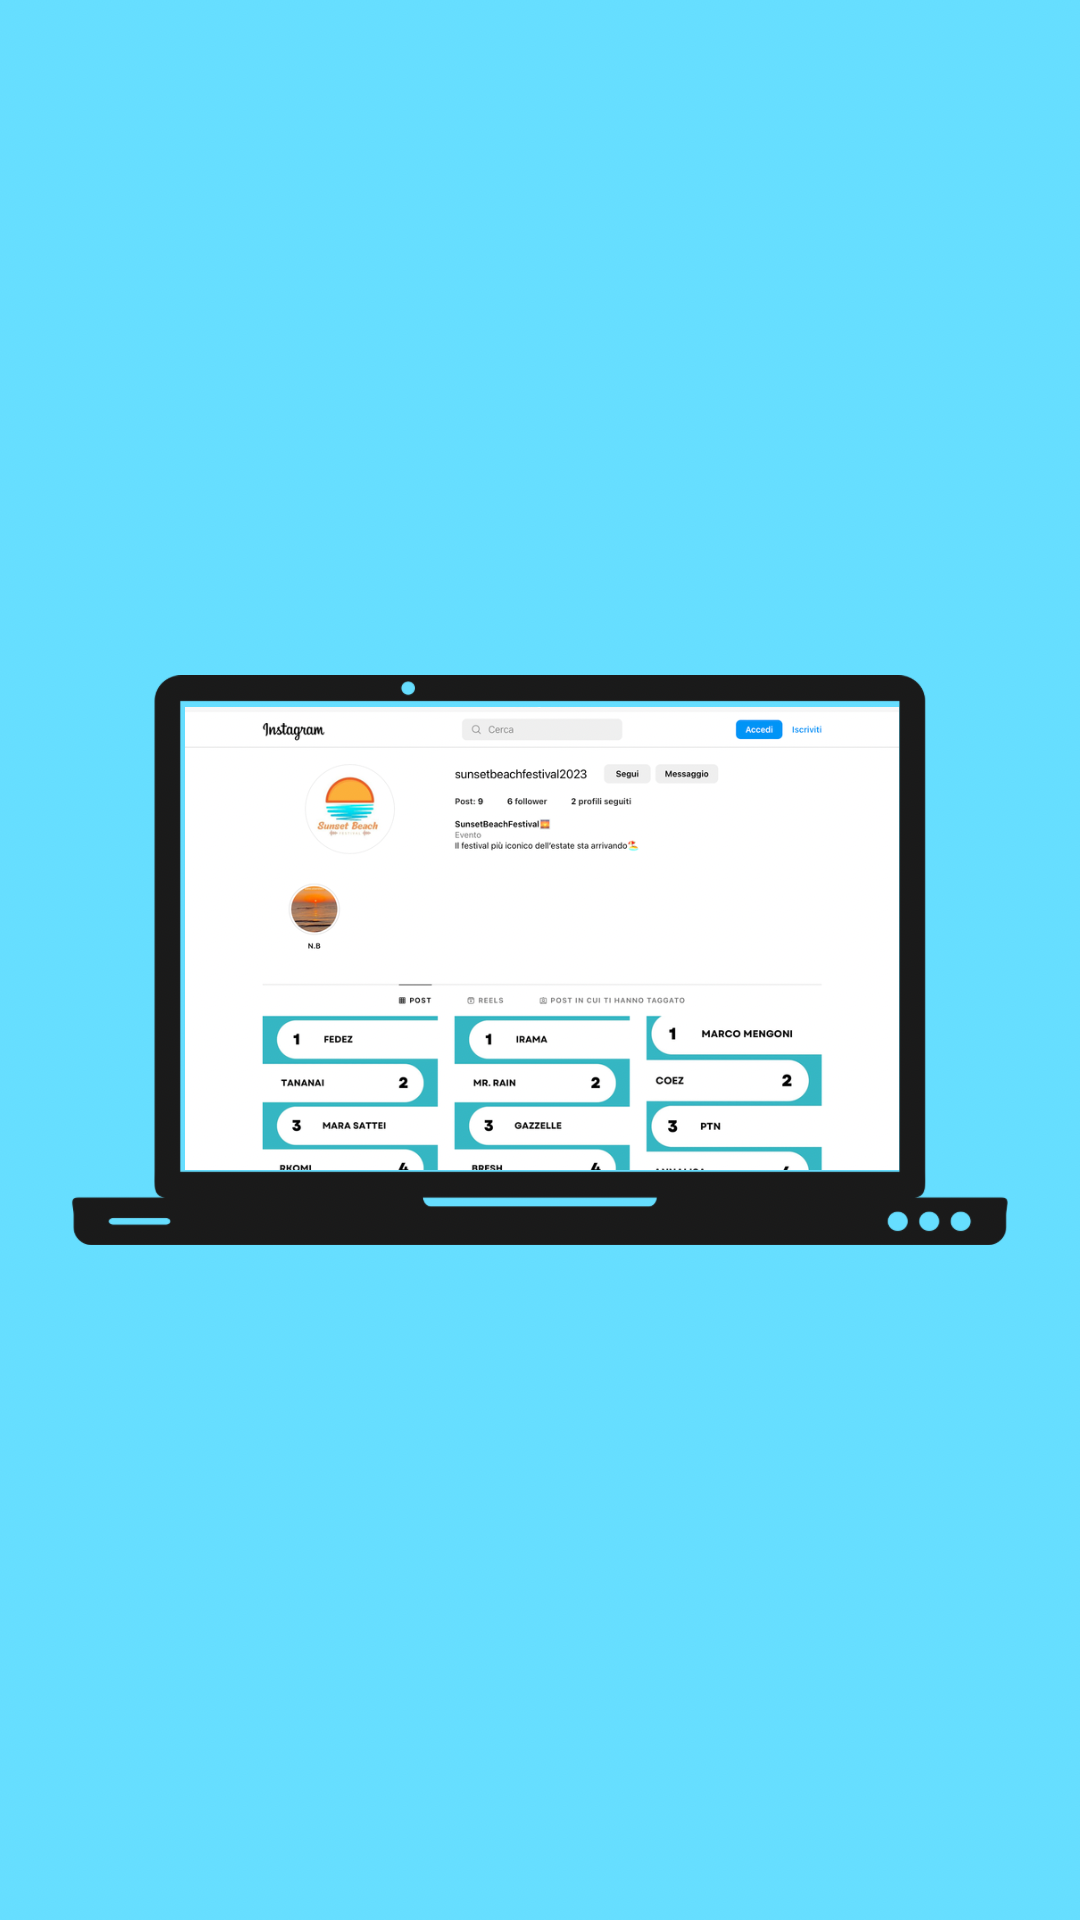 Instagram
Cerca
Accedi
Iscriviti
sunsetbeachfestival2023
Segui
Messaggio
Post: 9
6 follower
2 profili seguiti
SunsetBeachFestival🌅
Evento
Il festival più iconico dell'estate sta arrivando🏖️
Sunset Beach
FESTIVAL
N.B
POST
REELS
POST IN CUI TI HANNO TAGGATO
1 FEDEZ
TANANAI 2
3 MARA SATTEI
RKOMI 4
1 IRAMA
MR. RAIN 2
3 GAZZELLE
BRESH 4
1 MARCO MENGONI
COEZ 2
3 PTN